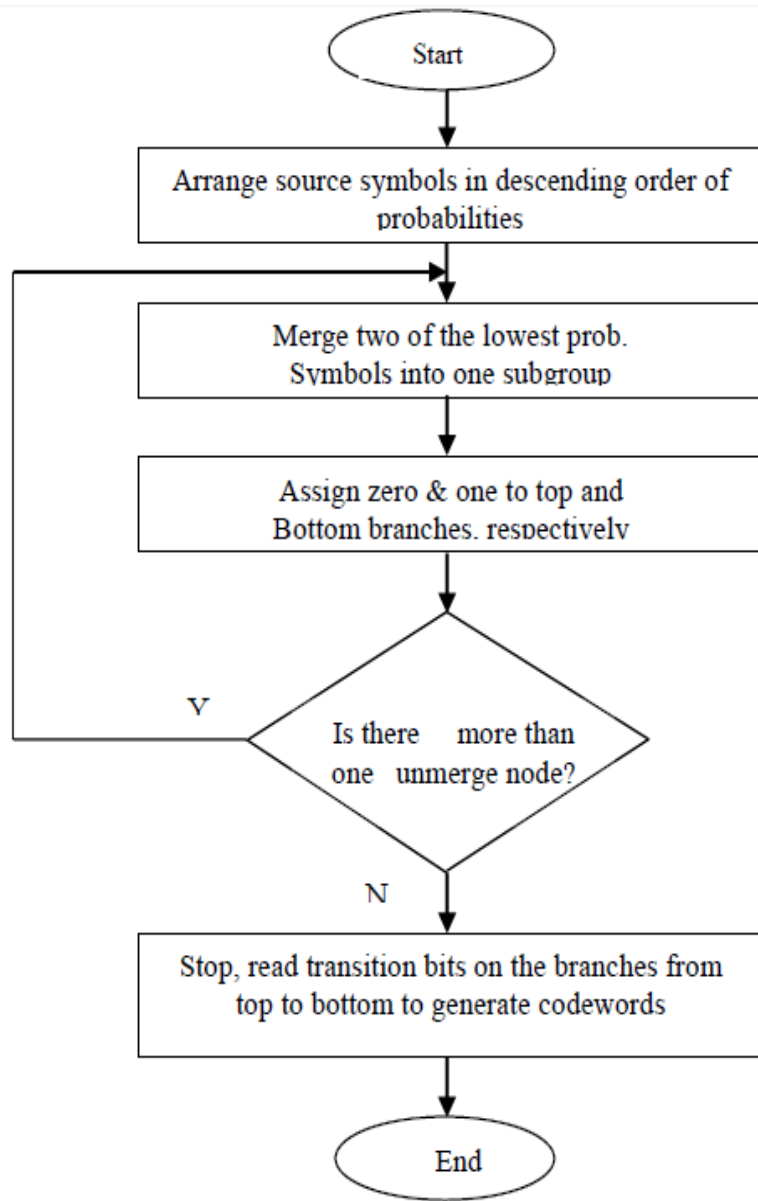 Start
Arrange source symbols in descending order of
probabilities
Merge two of the lowest prob.
Symbols into one subgroup
Assign zero & one to top and
Bottom branches, respectively
Y
Is there more than
one unmerge node?
N
Stop, read transition bits on the branches from
top to bottom to generate codewords
End